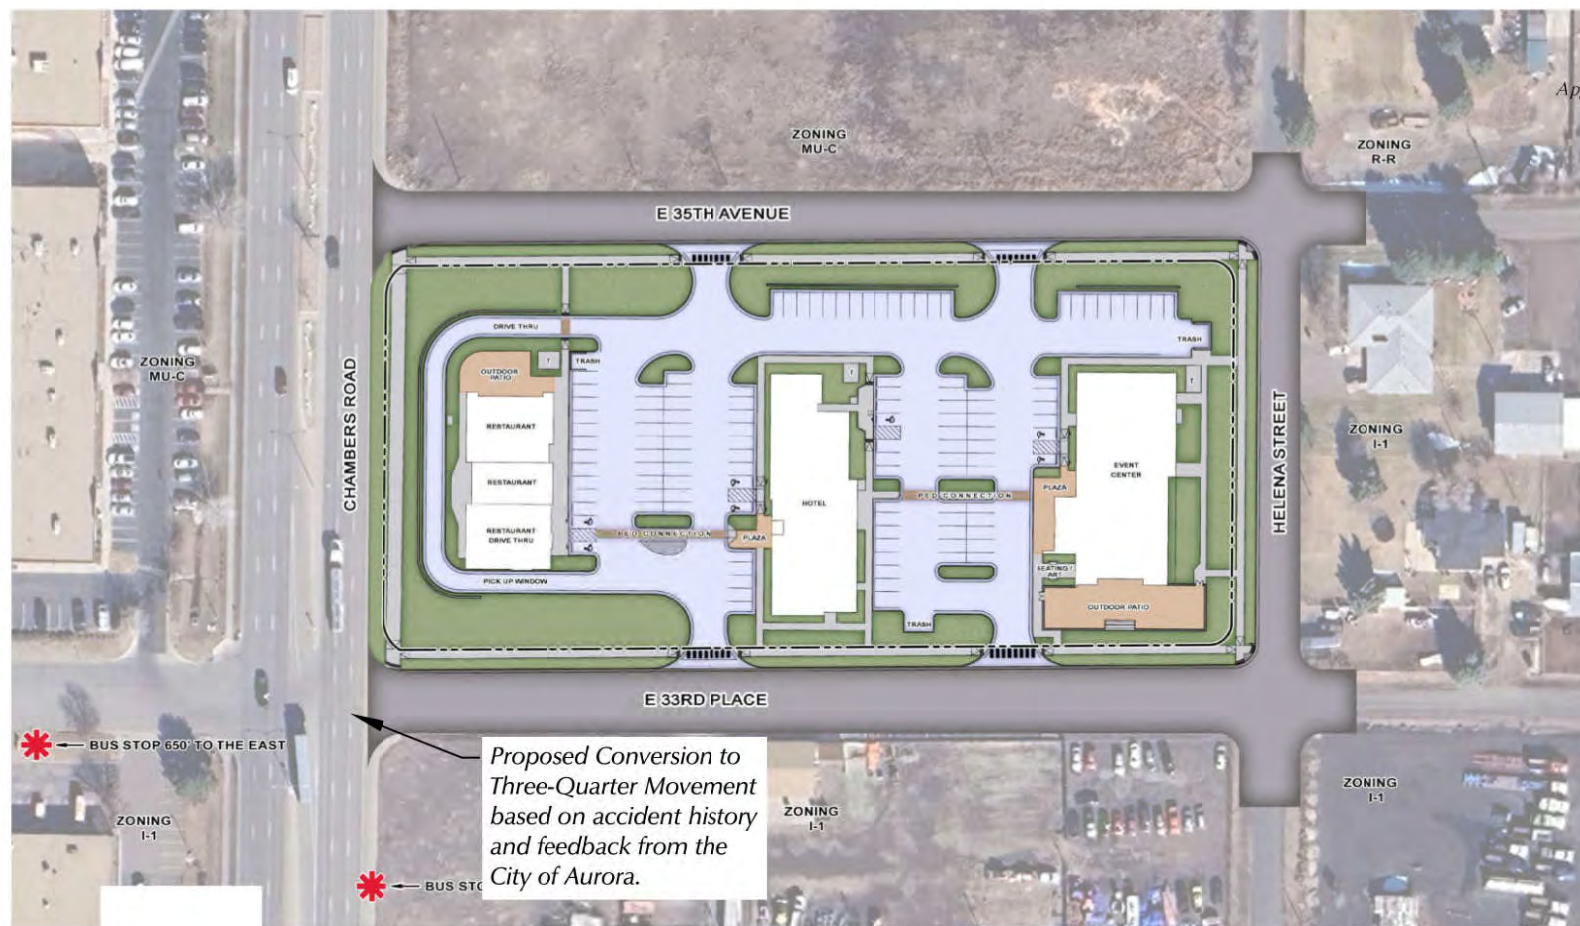 Ap
ZONING
MU-C
ZONING
R-R
E 35TH AVENUE
DRIVE THRU
TRASH
TRASH
T
T
T
OUTDOOR
PATIO
ZONING
MU-C
CHAMBERS ROAD
RESTAURANT
RESTAURANT
RESTAURANT
DRIVE THRU
PICK UP WINDOW
PED CONNECTION
PLAZA
HOTEL
PED CONNECTION
PLAZA
EVENT
CENTER
SEATING /
ART
OUTDOOR PATIO
TRASH
HELENA STREET
ZONING
I-1
E 33RD PLACE
BUS STOP 650' TO THE EAST
Proposed Conversion to
Three-Quarter Movement
based on accident history
and feedback from the
City of Aurora.
ZONING
I-1
ZONING
I-1
ZONING
I-1
BUS STO